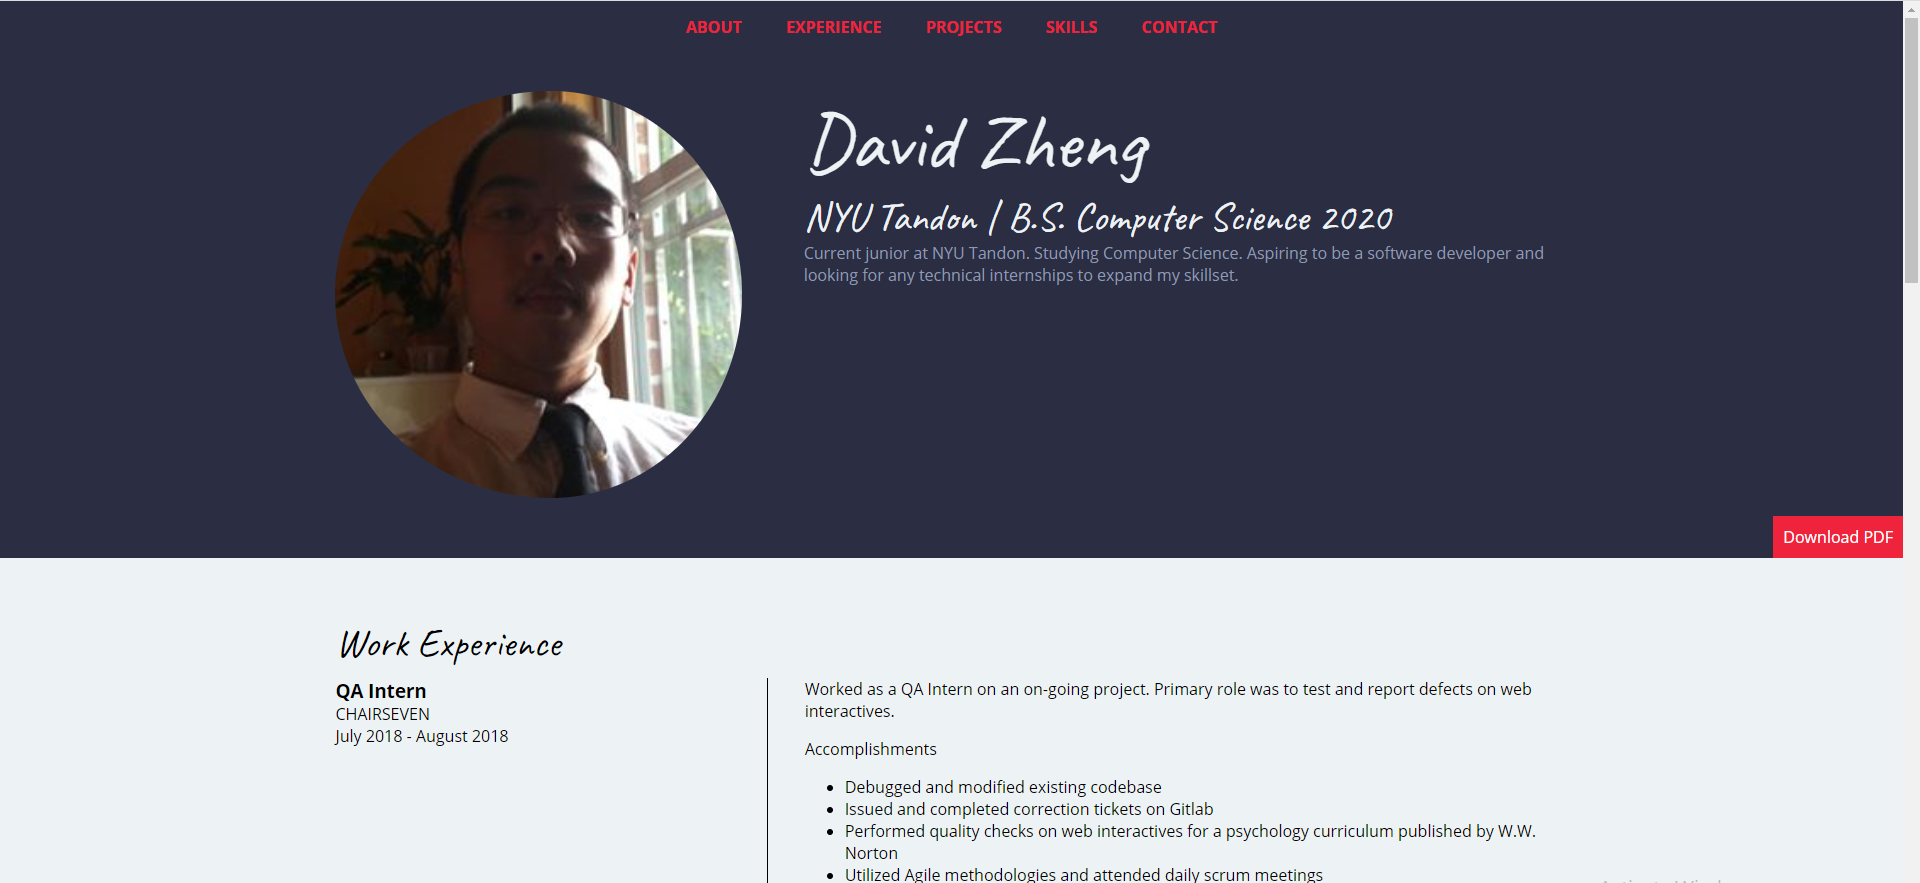 ABOUT EXPERIENCE PROJECTS SKILLS CONTACT
David Zheng
NYU Tandon | B.S. Computer Science 2020
Current junior at NYU Tandon. Studying Computer Science. Aspiring to be a software developer and
looking for any technical internships to expand my skillset.
Download PDF
Work Experience
QA Intern
CHAIRSEVEN
July 2018 - August 2018
Worked as a QA Intern on an on-going project. Primary role was to test and report defects on web
interactives.
Accomplishments
• Debugged and modified existing codebase
• Issued and completed correction tickets on Gitlab
• Performed quality checks on web interactives for a psychology curriculum published by W.W.
Norton
• Utilized Agile methodologies and attended daily scrum meetings